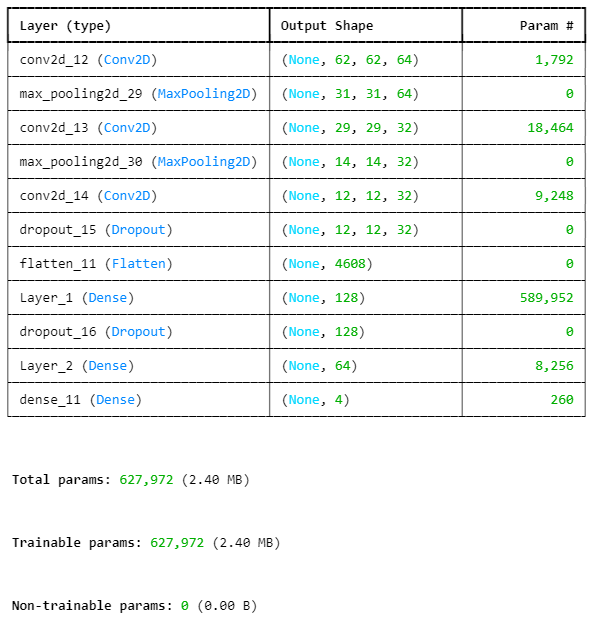 Layer (type) Output Shape Param #
conv2d_12 (Conv2D) (None, 62, 62, 64) 1,792
max_pooling2d_29 (MaxPooling2D) (None, 31, 31, 64) 0
conv2d_13 (Conv2D) (None, 29, 29, 32) 18,464
max_pooling2d_30 (MaxPooling2D) (None, 14, 14, 32) 0
conv2d_14 (Conv2D) (None, 12, 12, 32) 9,248
dropout_15 (Dropout) (None, 12, 12, 32) 0
flatten_11 (Flatten) (None, 4608) 0
Layer_1 (Dense) (None, 128) 589,952
dropout_16 (Dropout) (None, 128) 0
Layer_2 (Dense) (None, 64) 8,256
dense_11 (Dense) (None, 4) 260
Total params: 627,972 (2.40 MB)
Trainable params: 627,972 (2.40 MB)
Non-trainable params: 0 (0.00 B)